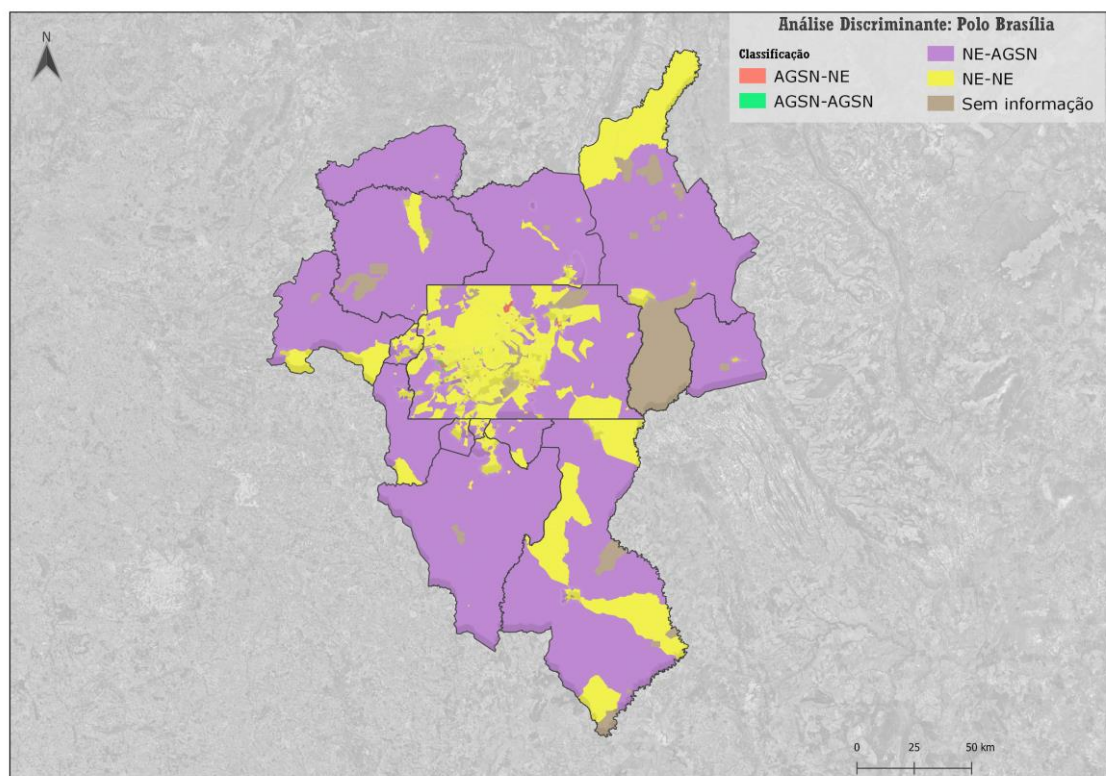 Análise Discriminante: Polo Brasília
Classificação
AGSN-NE
AGSN-AGSN
NE-AGSN
NE-NE
Sem informação
N
0 25 50 km